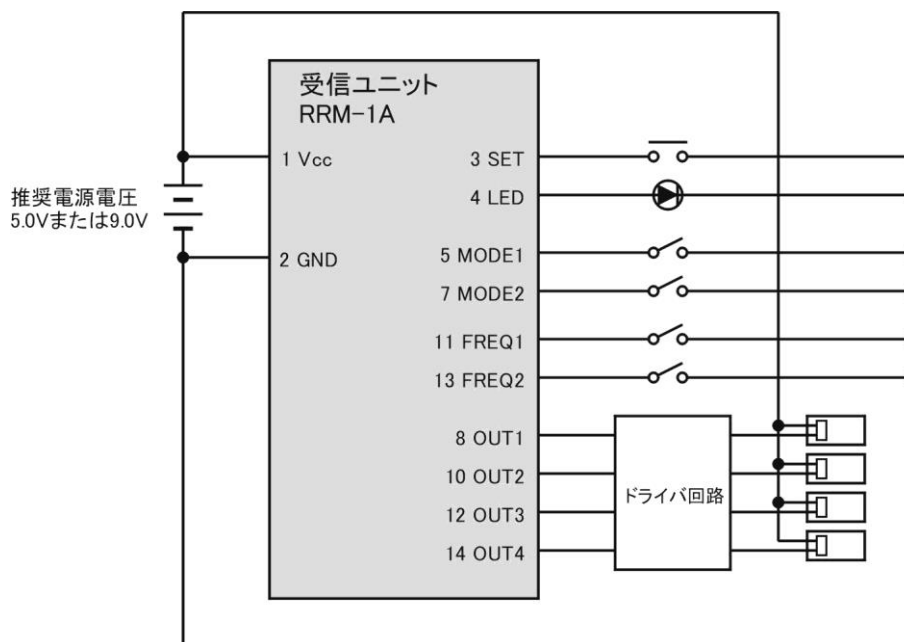 受信ユニット
RRM-1A
1 Vcc
3 SET
4 LED
推奨電源電圧
5.0Vまたは9.0V
2 GND
5 MODE1
7 MODE2
11 FREQ1
13 FREQ2
8 OUT1
10 OUT2
12 OUT3
14 OUT4
ドライバ回路